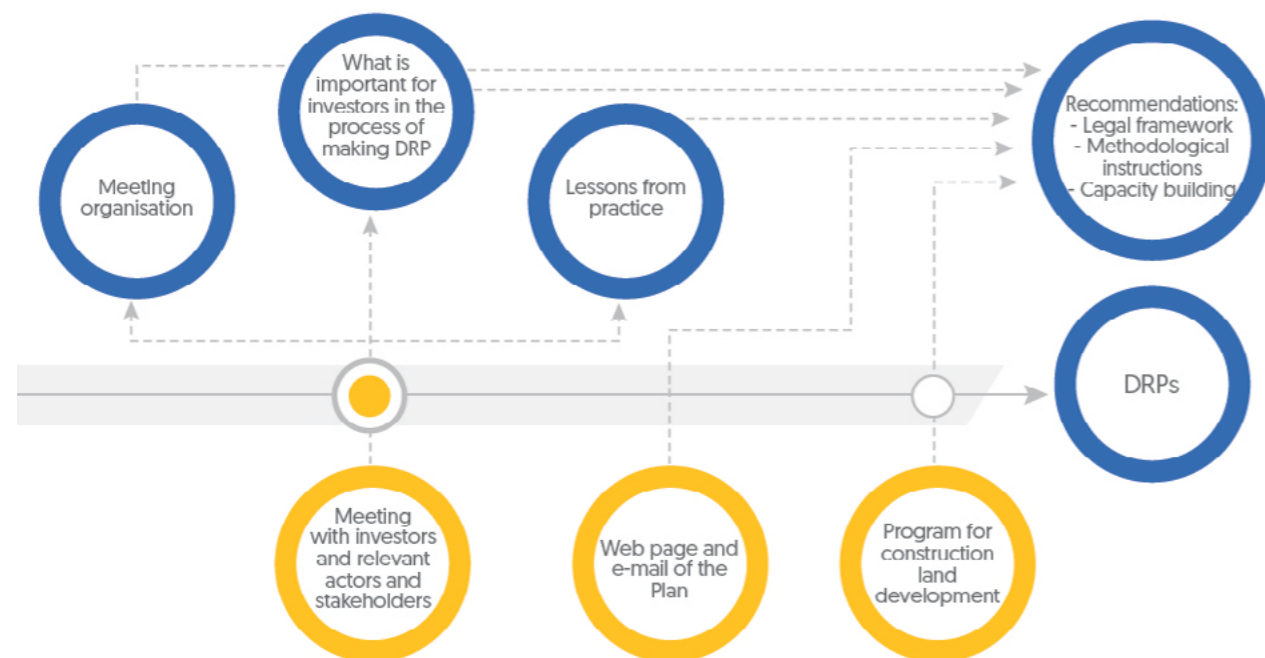 What is
important for
investors in the
process of
making DRP
Meeting
organisation
Lessons from
practice
Recommendations:
- Legal framework
- Methodological
instructions
- Capacity building
DRPs
Meeting
with investors
and relevant
actors and
stakeholders
Web page and
e-mail of the
Plan
Program for
construction
land
development